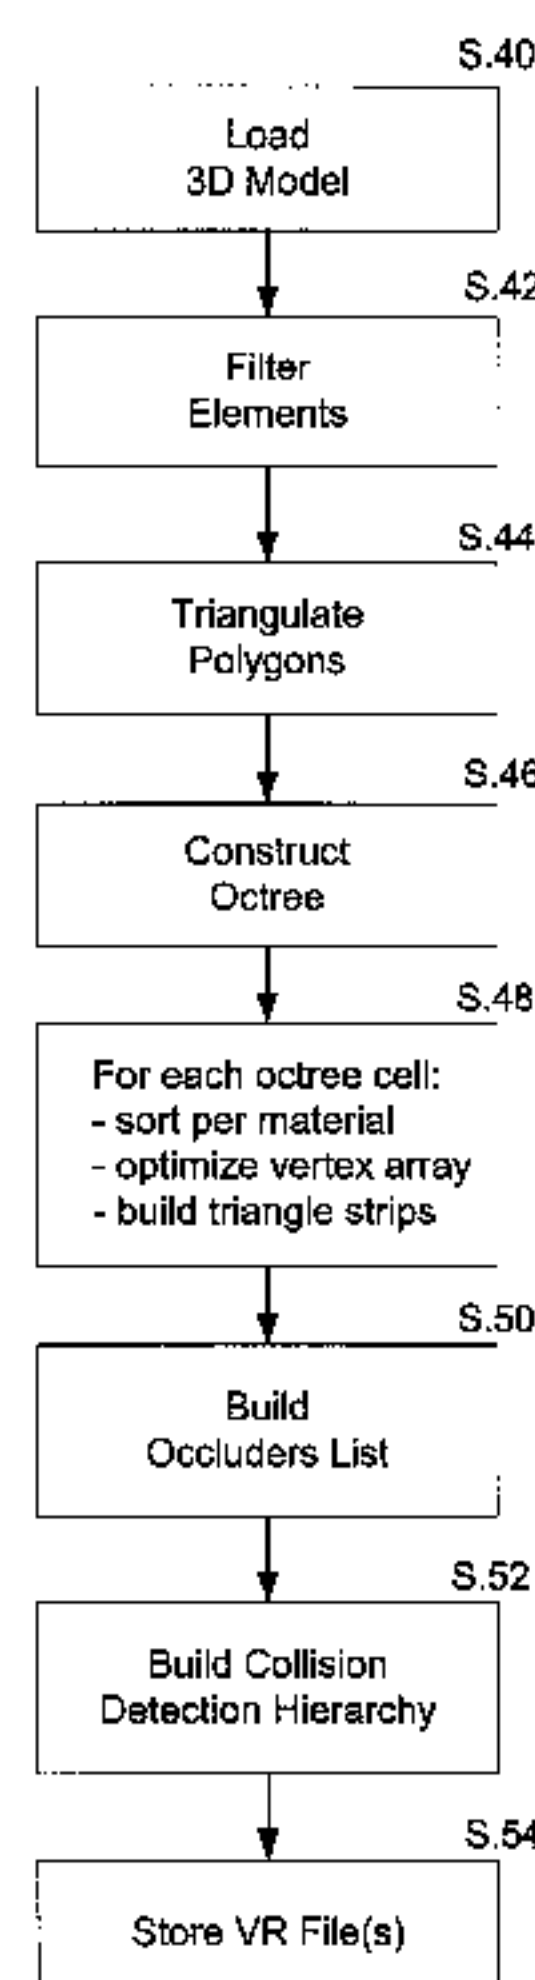 S.40
Load
3D Model
S.42
Filter
Elements
S.44
Triangulate
Polygons
S.46
Construct
Octree
S.48
For each octree cell:
- sort per material
- optimize vertex array
- build triangle strips
S.50
Build
Occluders List
S.52
Build Collision
Detection Hierarchy
S.54
Store VR File(s)